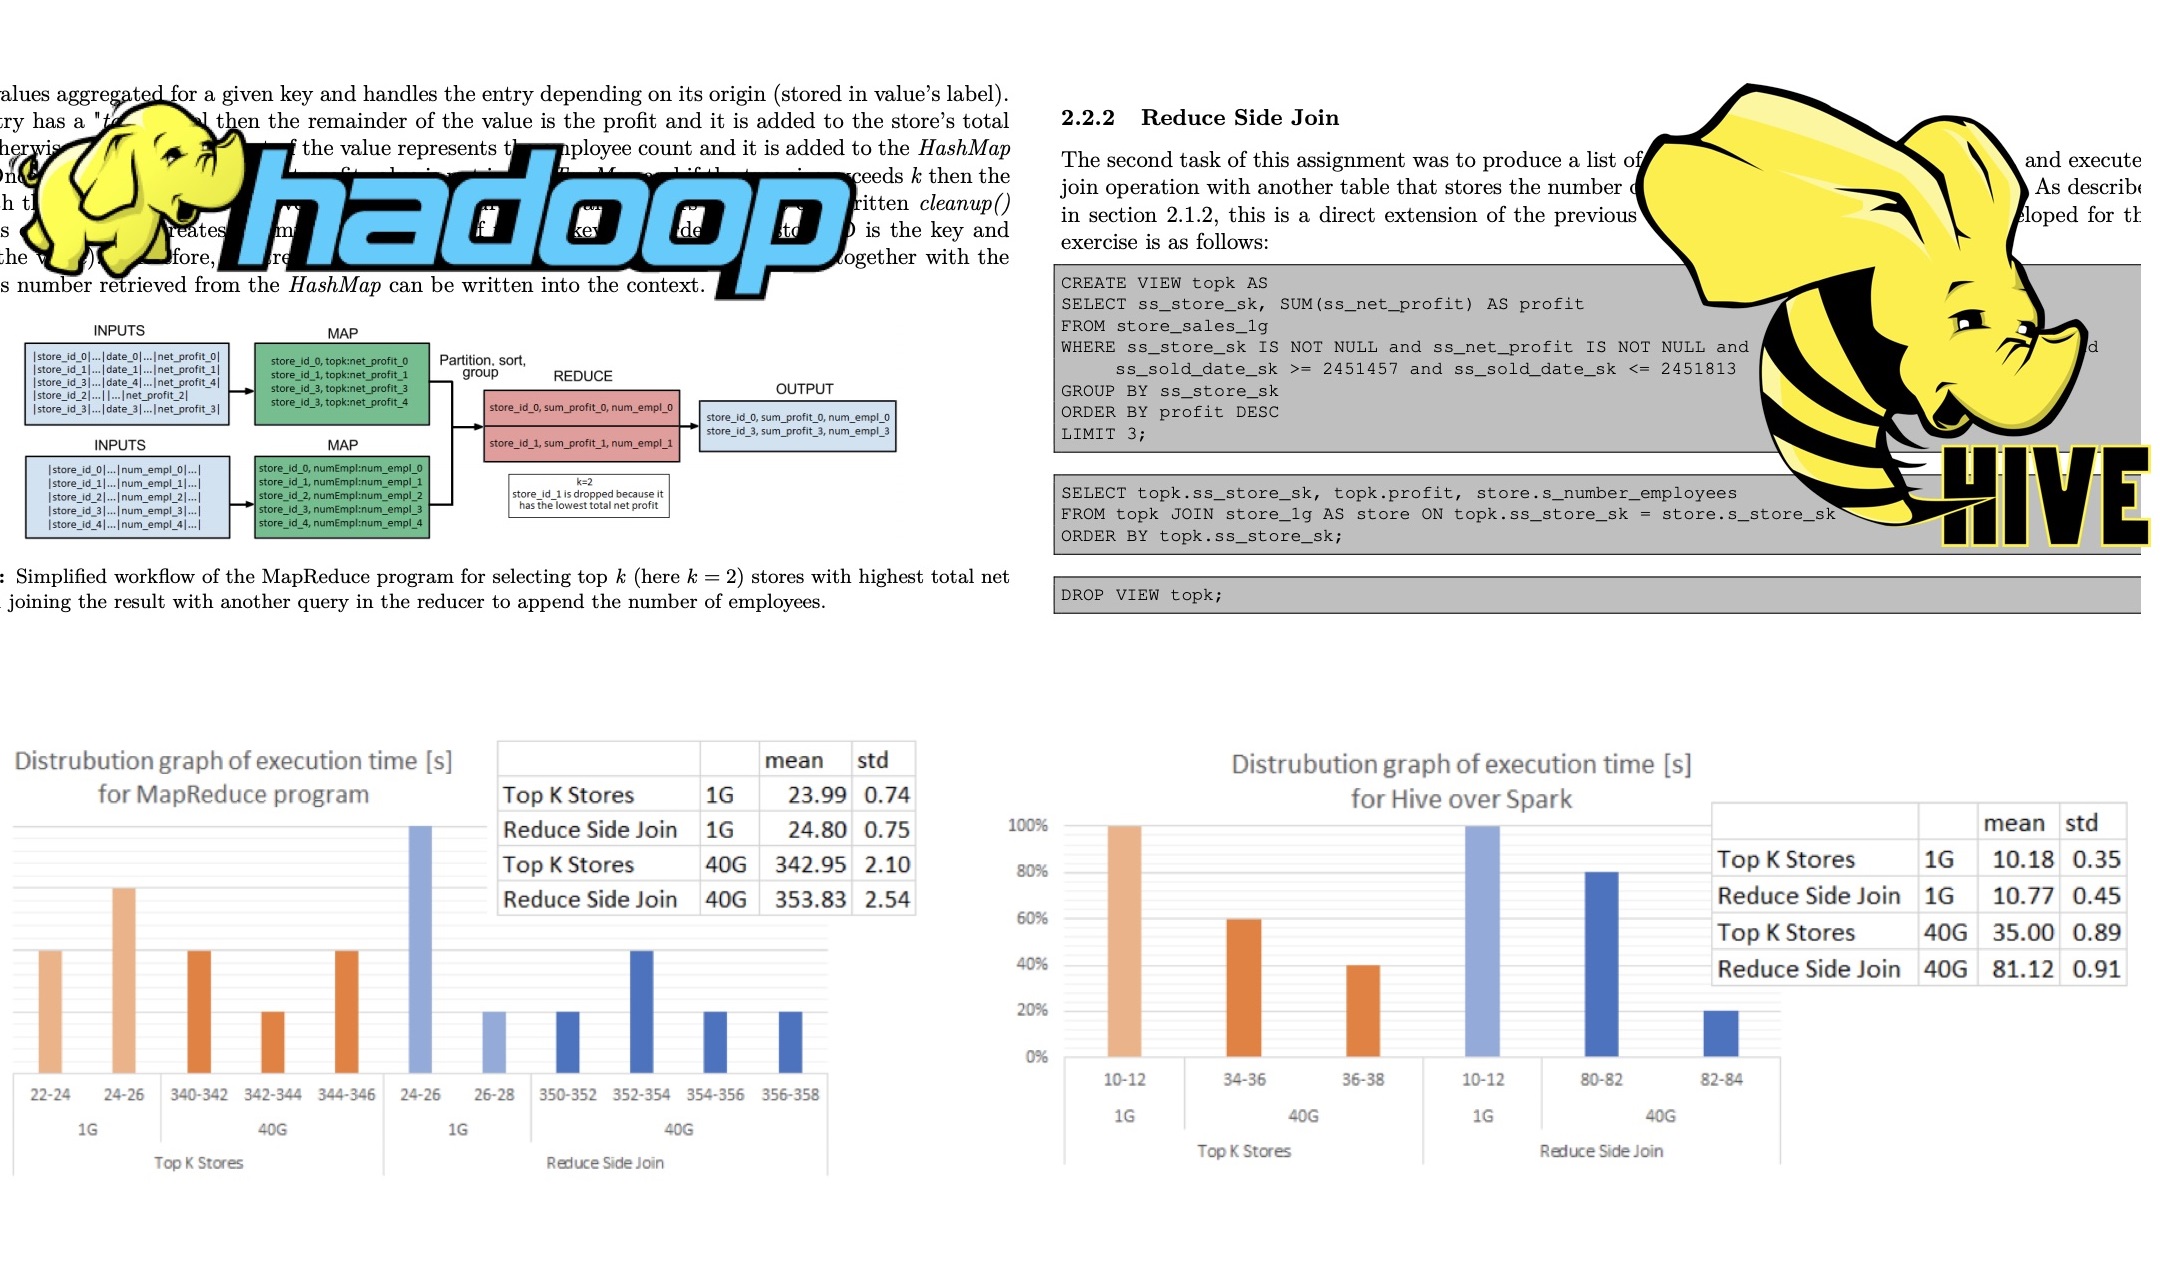 alues aggregated for a given key and handles the entry depending on its origin (stored in value's label).
try has a "t then the remainder of the value is the profit and it is added to the store's total
herwis f the value represents th mployee count and it is added to the HashMap
ceeds k then the
h th ritten cleanup()
s reates key rde sto D is the key and
the v e). fore, ogether with the
s number retrieved from the HashMap can be written into the context.
hadoop
INPUTS
|store_id_0|...|date_0|...|net_profit_0|
|store_id_1|...|date_1|...|net_profit_1|
|store_id_3|...|date_4|...|net_profit_4|
|store_id_2|...||...|net_profit_2|
|store_id_3|...|date_3|...|net_profit_3|
MAP
store_id_0, topk:net_profit_0
store_id_1, topk:net_profit_1
store_id_3, topk:net_profit_3
store_id_3, topk:net_profit_4
Partition, sort,
group
REDUCE
store_id_0, sum_profit_0, num_empl_0
store_id_1, sum_profit_1, num_empl_1
OUTPUT
store_id_0, sum_profit_0, num_empl_0
store_id_3, sum_profit_3, num_empl_3
INPUTS
|store_id_0|...|num_empl_0|...|
|store_id_1|...|num_empl_1|...|
|store_id_2|...|num_empl_2|...|
|store_id_3|...|num_empl_3|...|
|store_id_4|...|num_empl_4|...|
MAP
store_id_0, numEmpl:num_empl_0
store_id_1, numEmpl:num_empl_1
store_id_2, numEmpl:num_empl_2
store_id_3, numEmpl:num_empl_3
store_id_4, numEmpl:num_empl_4
k=2
store_id_1 is dropped because it
has the lowest total net profit
: Simplified workflow of the MapReduce program for selecting top k (here k = 2) stores with highest total net
joining the result with another query in the reducer to append the number of employees.
2.2.2 Reduce Side Join
The second task of this assignment was to produce a list of and execute
join operation with another table that stores the number o As describe
in section 2.1.2, this is a direct extension of the previous eloped for th
exercise is as follows:
CREATE VIEW topk AS
SELECT ss_store_sk, SUM(ss_net_profit) AS profit
FROM store_sales_1g
WHERE ss_store_sk IS NOT NULL and ss_net_profit IS NOT NULL and d
ss_sold_date_sk >= 2451457 and ss_sold_date_sk <= 2451813
GROUP BY ss_store_sk
ORDER BY profit DESC
LIMIT 3;
SELECT topk.ss_store_sk, topk.profit, store.s_number_employees
FROM topk JOIN store_1g AS store ON topk.ss_store_sk = store.s_store_sk
ORDER BY topk.ss_store_sk;
DROP VIEW topk;
HIVE
Distrubution graph of execution time [s]
for MapReduce program
mean std
Top K Stores 1G 23.99 0.74
Reduce Side Join 1G 24.80 0.75
Top K Stores 40G 342.95 2.10
Reduce Side Join 40G 353.83 2.54
22-24 24-26 340-342 342-344 344-346 24-26 26-28 350-352 352-354 354-356 356-358
1G 40G 1G 40G
Top K Stores Reduce Side Join
Distrubution graph of execution time [s]
for Hive over Spark
mean std
Top K Stores 1G 10.18 0.35
Reduce Side Join 1G 10.77 0.45
Top K Stores 40G 35.00 0.89
Reduce Side Join 40G 81.12 0.91
100%
80%
60%
40%
20%
0%
10-12 34-36 36-38 10-12 80-82 82-84
1G 40G 1G 40G
Top K Stores Reduce Side Join